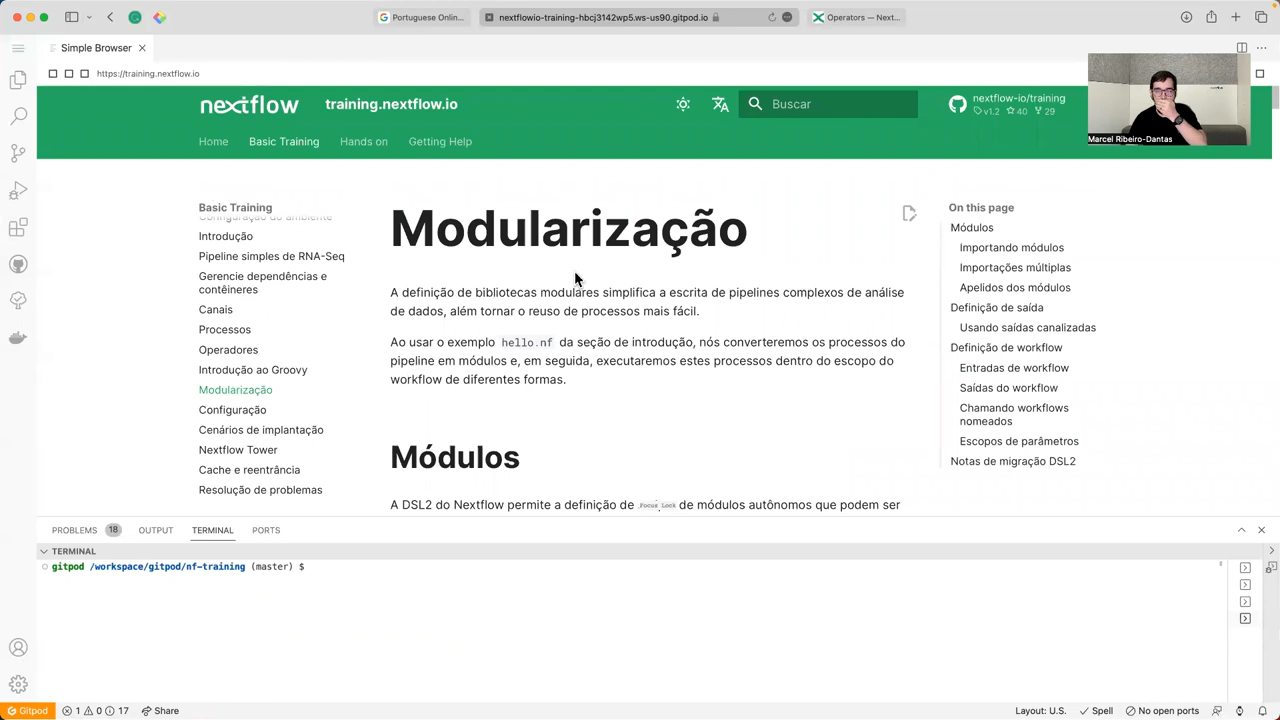 Portuguese Onlin...
nextflowio-training-hbcj3142wp5.ws-us90.gitpod.io
Operators — Next...
Simple Browser
https://training.nextflow.io
nextflow
training.nextflow.io
Buscar
nextflow-io/training
v1.2 40 29
Home Basic Training Hands on Getting Help
Marcel Ribeiro-Dantas
Basic Training
Configuração do ambiente
Introdução
Pipeline simples de RNA-Seq
Gerencie dependências e
contêineres
Canais
Processos
Operadores
Introdução ao Groovy
Modularização
Configuração
Cenários de implantação
Nextflow Tower
Cache e reentrância
Resolução de problemas
Modularização
A definição de bibliotecas modulares simplifica a escrita de pipelines complexos de análise
de dados, além tornar o reuso de processos mais fácil.
Ao usar o exemplo hello.nf da seção de introdução, nós converteremos os processos do
pipeline em módulos e, em seguida, executaremos estes processos dentro do escopo do
workflow de diferentes formas.
Módulos
A DSL2 do Nextflow permite a definição de de módulos autônomos que podem ser
On this page
Módulos
Importando módulos
Importações múltiplas
Apelidos dos módulos
Definição de saída
Usando saídas canalizadas
Definição de workflow
Entradas de workflow
Saídas do workflow
Chamando workflows
nomeados
Escopos de parâmetros
Notas de migração DSL2
PROBLEMS 18 OUTPUT TERMINAL PORTS
TERMINAL
gitpod /workspace/gitpod/nf-training (master) $
Gitpod 1 0 17 Share
Layout: U.S. Spell No open ports